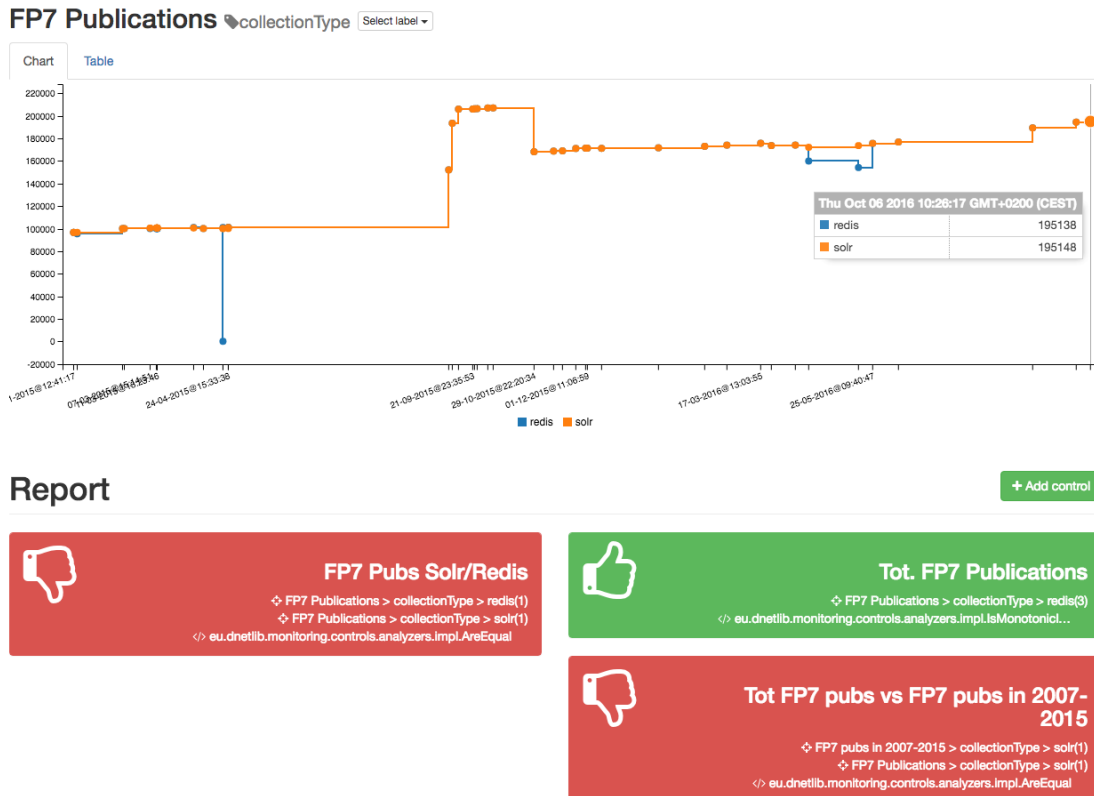 FP7 Publications collectionType Select label
Chart Table
220000
200000
180000
160000
140000
120000
100000
80000
60000
40000
20000
0
-20000
Thu Oct 06 2016 10:26:17 GMT+0200 (CEST)
redis 195138
solr 195148
1-2015@12:41:17
24-04-2015@15:33:36
21-09-2015@23:35:53
29-10-2015@22:20:34
01-12-2015@11:06:59
17-03-2016@13:03:55
25-05-2016@09:40:47
redis solr
Report
+ Add control
FP7 Pubs Solr/Redis
FP7 Publications > collectionType > redis(1)
FP7 Publications > collectionType > solr(1)
</> eu.dnetlib.monitoring.controls.analyzers.impl.AreEqual
Tot. FP7 Publications
FP7 Publications > collectionType > redis(3)
</> eu.dnetlib.monitoring.controls.analyzers.impl.IsMonotonicI...
Tot FP7 pubs vs FP7 pubs in 2007-
2015
FP7 pubs in 2007-2015 > collectionType > solr(1)
FP7 Publications > collectionType > solr(1)
</> eu.dnetlib.monitoring.controls.analyzers.impl.AreEqual